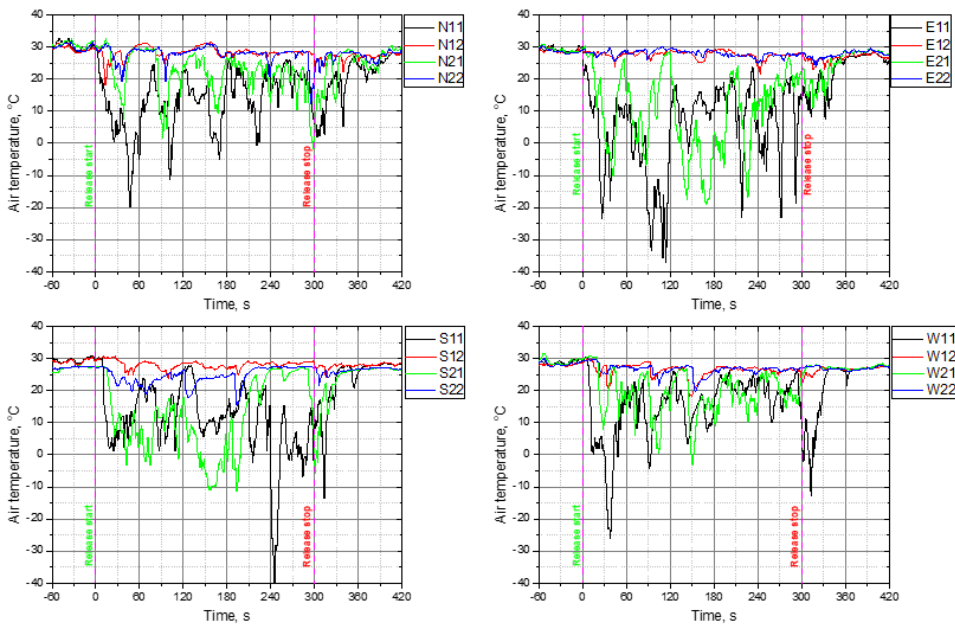 40
30
20
10
0
-10
-20
-30
-40
Air temperature, °C
Release start
Release stop
-60 0 60 120 180 240 300 360 420
Time, s
N11
N12
N21
N22
40
30
20
10
0
-10
-20
-30
-40
Air temperature, °C
Release start
Release stop
-60 0 60 120 180 240 300 360 420
Time, s
E11
E12
E21
E22
40
30
20
10
0
-10
-20
-30
-40
Air temperature, °C
Release start
Release stop
-60 0 60 120 180 240 300 360 420
Time, s
S11
S12
S21
S22
40
30
20
10
0
-10
-20
-30
-40
Air temperature, °C
Release start
Release stop
-60 0 60 120 180 240 300 360 420
Time, s
W11
W12
W21
W22